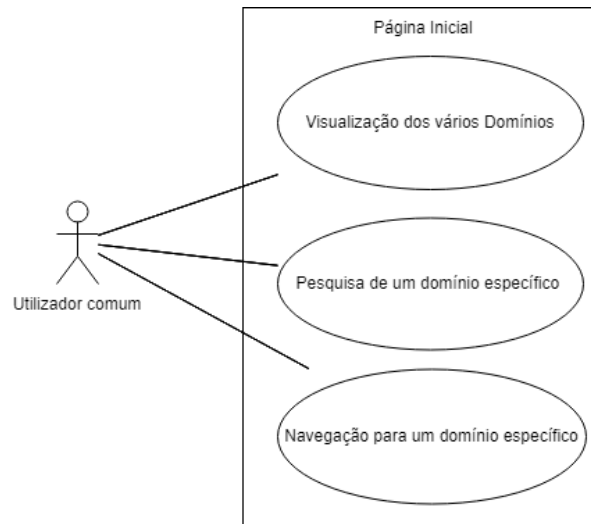 Página Inicial
Visualização dos vários Domínios
Pesquisa de um domínio específico
Utilizador comum
Navegação para um domínio específico